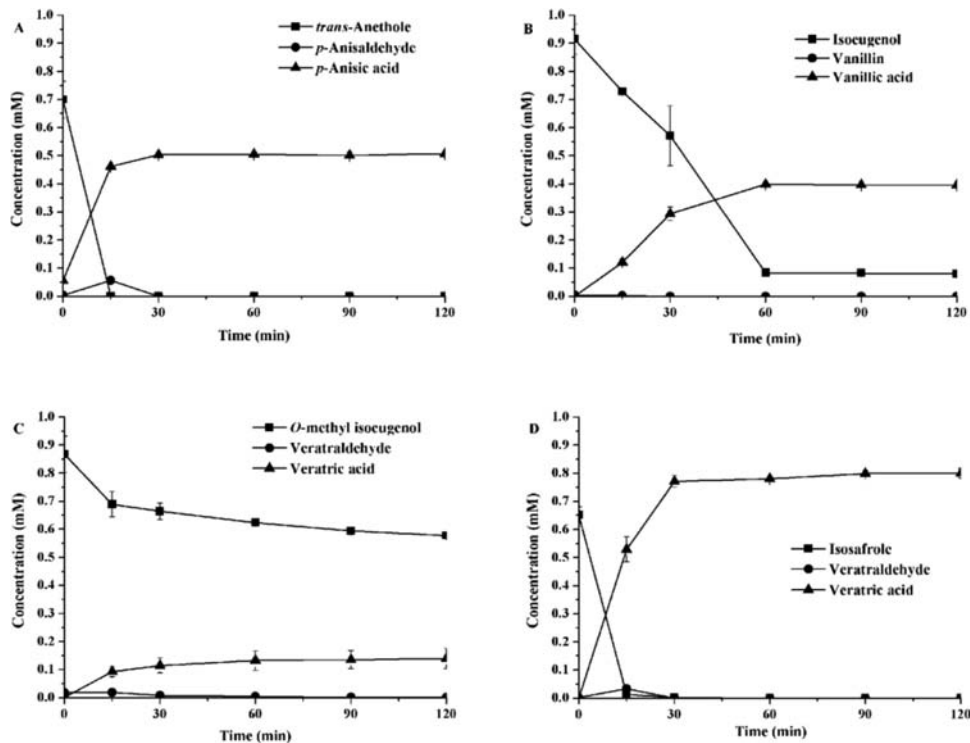 A
trans-Anethole
p-Anisaldehyde
p-Anisic acid
Concentration (mM)
1.0
0.9
0.8
0.7
0.6
0.5
0.4
0.3
0.2
0.1
0.0
0 30 60 90 120
Time (min)
B
Isoeugenol
Vanillin
Vanillic acid
Concentration (mM)
1.0
0.9
0.8
0.7
0.6
0.5
0.4
0.3
0.2
0.1
0.0
0 30 60 90 120
Time (min)
C
O-methyl isoeugenol
Veratraldehyde
Veratric acid
Concentration (mM)
1.0
0.9
0.8
0.7
0.6
0.5
0.4
0.3
0.2
0.1
0.0
0 30 60 90 120
Time (min)
D
Isosafrole
Veratraldehyde
Veratric acid
Concentration (mM)
1.0
0.9
0.8
0.7
0.6
0.5
0.4
0.3
0.2
0.1
0.0
0 30 60 90 120
Time (min)